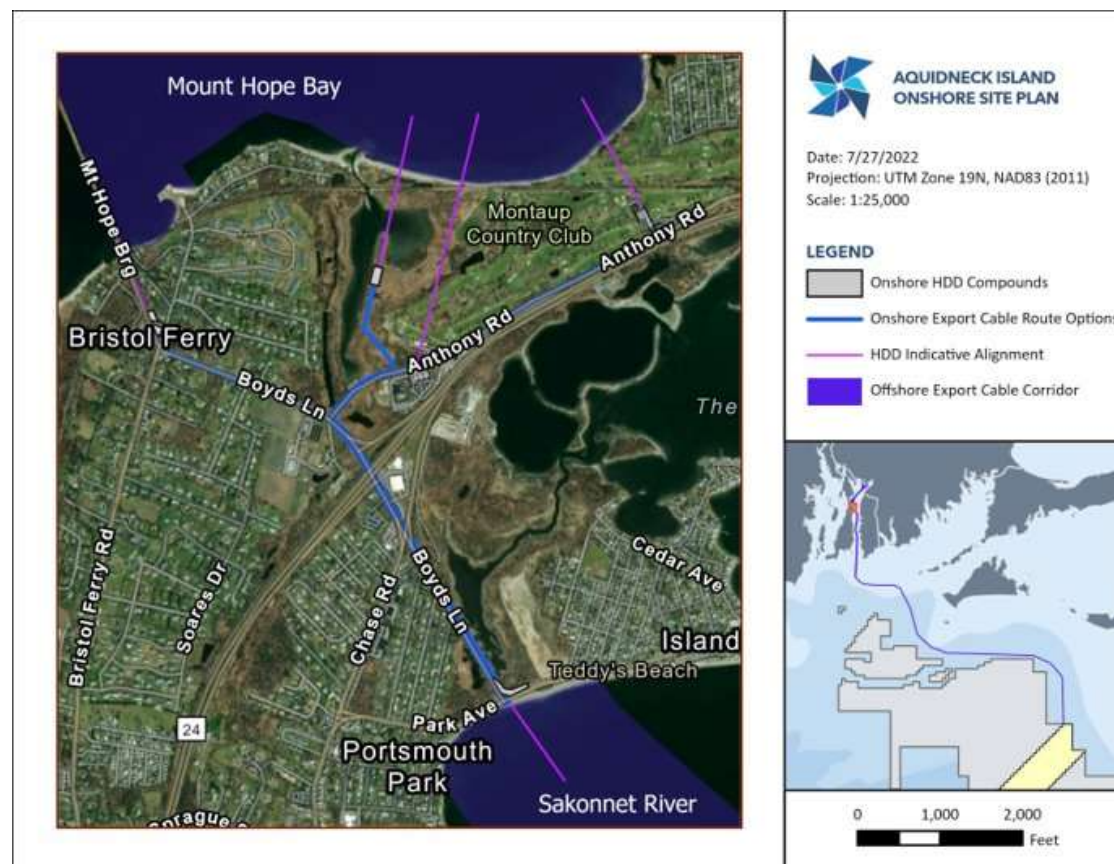 Mount Hope Bay
Mt Hope Brg
Montaup
Country Club
Anthony Rd
Bristol Ferry
Anthony Rd
Boyds Ln
The
Bristol Ferry Rd
Soares Dr
Chase Rd
Boyds Ln
Cedar Ave
Island
Teddy's Beach
24
Park Ave
Portsmouth
Park
Sakonnet River
AQUIDNECK ISLAND
ONSHORE SITE PLAN
Date: 7/27/2022
Projection: UTM Zone 19N, NAD83 (2011)
Scale: 1:25,000
LEGEND
Onshore HDD Compounds
Onshore Export Cable Route Options
HDD Indicative Alignment
Offshore Export Cable Corridor
0 1,000 2,000
Feet